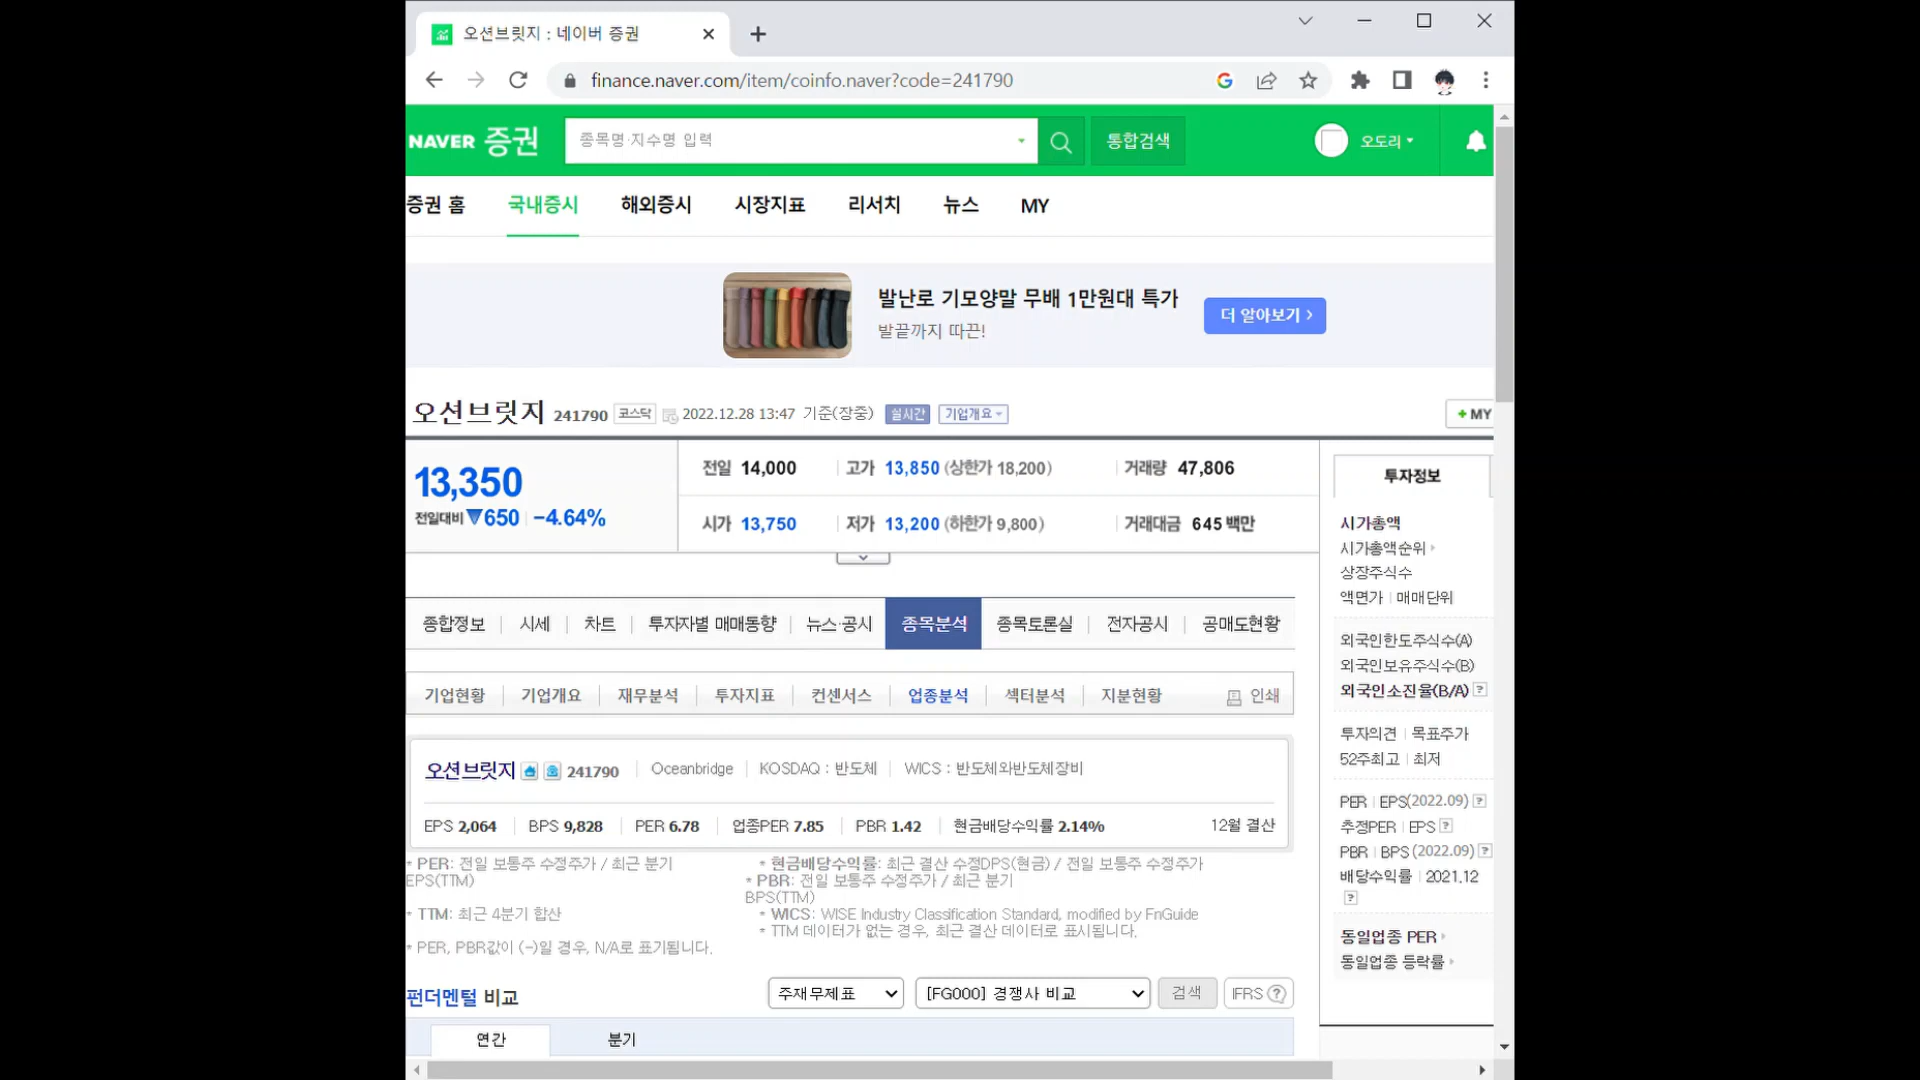 오션브릿지 : 네이버 증권
finance.naver.com/item/coinfo.naver?code=241790
NAVER 증권
종목명·지수명 입력
통합검색
오도리
증권 홈 국내증시 해외증시 시장지표 리서치 뉴스 MY
발난로 기모양말 무배 1만원대 특가
발끝까지 따끈!
더 알아보기 >
오션브릿지 241790 코스닥 2022.12.28 13:47 기준(장중) 실시간 기업개요
+ MY
13,350
전일대비 ▼650 -4.64%
전일 14,000 고가 13,850 (상한가 18,200) 거래량 47,806
시가 13,750 저가 13,200 (하한가 9,800) 거래대금 645 백만
종합정보 시세 차트 투자자별 매매동향 뉴스·공시 종목분석 종목토론실 전자공시 공매도현황
기업현황 기업개요 재무분석 투자지표 컨센서스 업종분석 섹터분석 지분현황 인쇄
오션브릿지 241790 Oceanbridge KOSDAQ : 반도체 WICS : 반도체와반도체장비
EPS 2,064 BPS 9,828 PER 6.78 업종PER 7.85 PBR 1.42 현금배당수익률 2.14% 12월 결산
* PER: 전일 보통주 수정주가 / 최근 분기
EPS(TTM)
* TTM: 최근 4분기 합산
* PER, PBR값이 (-)일 경우, N/A로 표기됩니다.
* 현금배당수익률: 최근 결산 수정DPS(현금) / 전일 보통주 수정주가
* PBR: 전일 보통주 수정주가 / 최근 분기
BPS(TTM)
* WICS: WISE Industry Classification Standard, modified by FnGuide
* TTM 데이터가 없는 경우, 최근 결산 데이터로 표시됩니다.
펀더멘털 비교
주재무제표
[FG000] 경쟁사 비교
검색
IFRS ?
연간 분기
투자정보
시가총액
시가총액순위
상장주식수
액면가 매매단위
외국인한도주식수(A)
외국인보유주식수(B)
외국인소진율(B/A) ?
투자의견 목표주가
52주최고 최저
PER EPS(2022.09) ?
추정PER EPS ?
PBR BPS (2022.09) ?
배당수익률 2021.12
?
동일업종 PER
동일업종 등락률